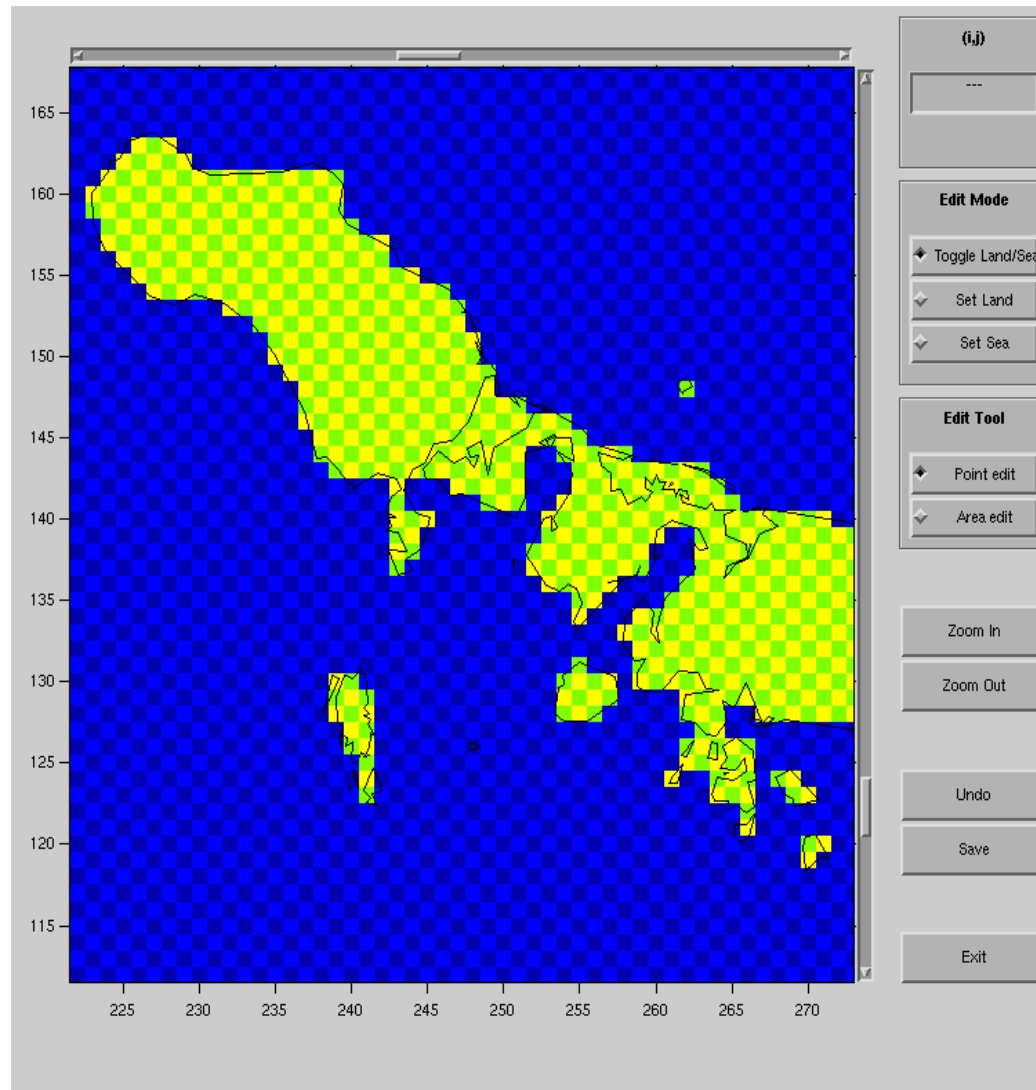 (i,j)
---
Edit Mode
Toggle Land/Sea
Set Land
Set Sea
Edit Tool
Point edit
Area edit
Zoom In
Zoom Out
Undo
Save
Exit
165
160
155
150
145
140
135
130
125
120
115
225 230 235 240 245 250 255 260 265 270